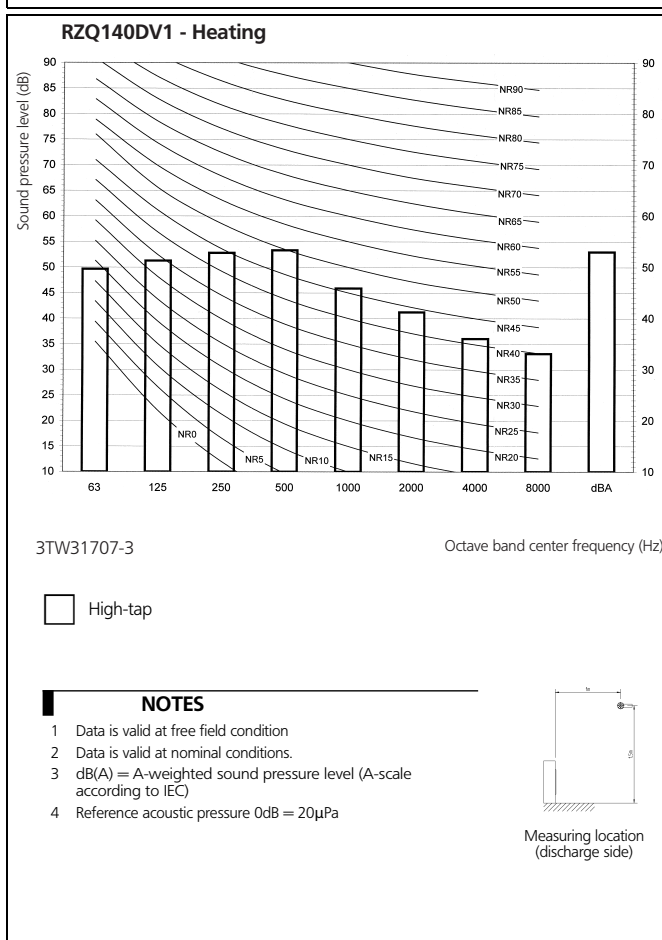 RZQ140DV1 - Heating
Sound pressure level (dB)
90 90
85
80 80
75
70 70
65
60 60
55
50 50
45
40 40
35
30 30
25
20 20
15
10 10
NR90
NR85
NR80
NR75
NR70
NR65
NR60
NR55
NR50
NR45
NR40
NR35
NR30
NR25
NR20
NR0 NR5 NR10 NR15
63 125 250 500 1000 2000 4000 8000 dBA
3TW31707-3 Octave band center frequency (Hz)
High-tap
NOTES
1 Data is valid at free field condition
2 Data is valid at nominal conditions.
3 dB(A) = A-weighted sound pressure level (A-scale
according to IEC)
4 Reference acoustic pressure 0dB = 20µPa
Measuring location
(discharge side)